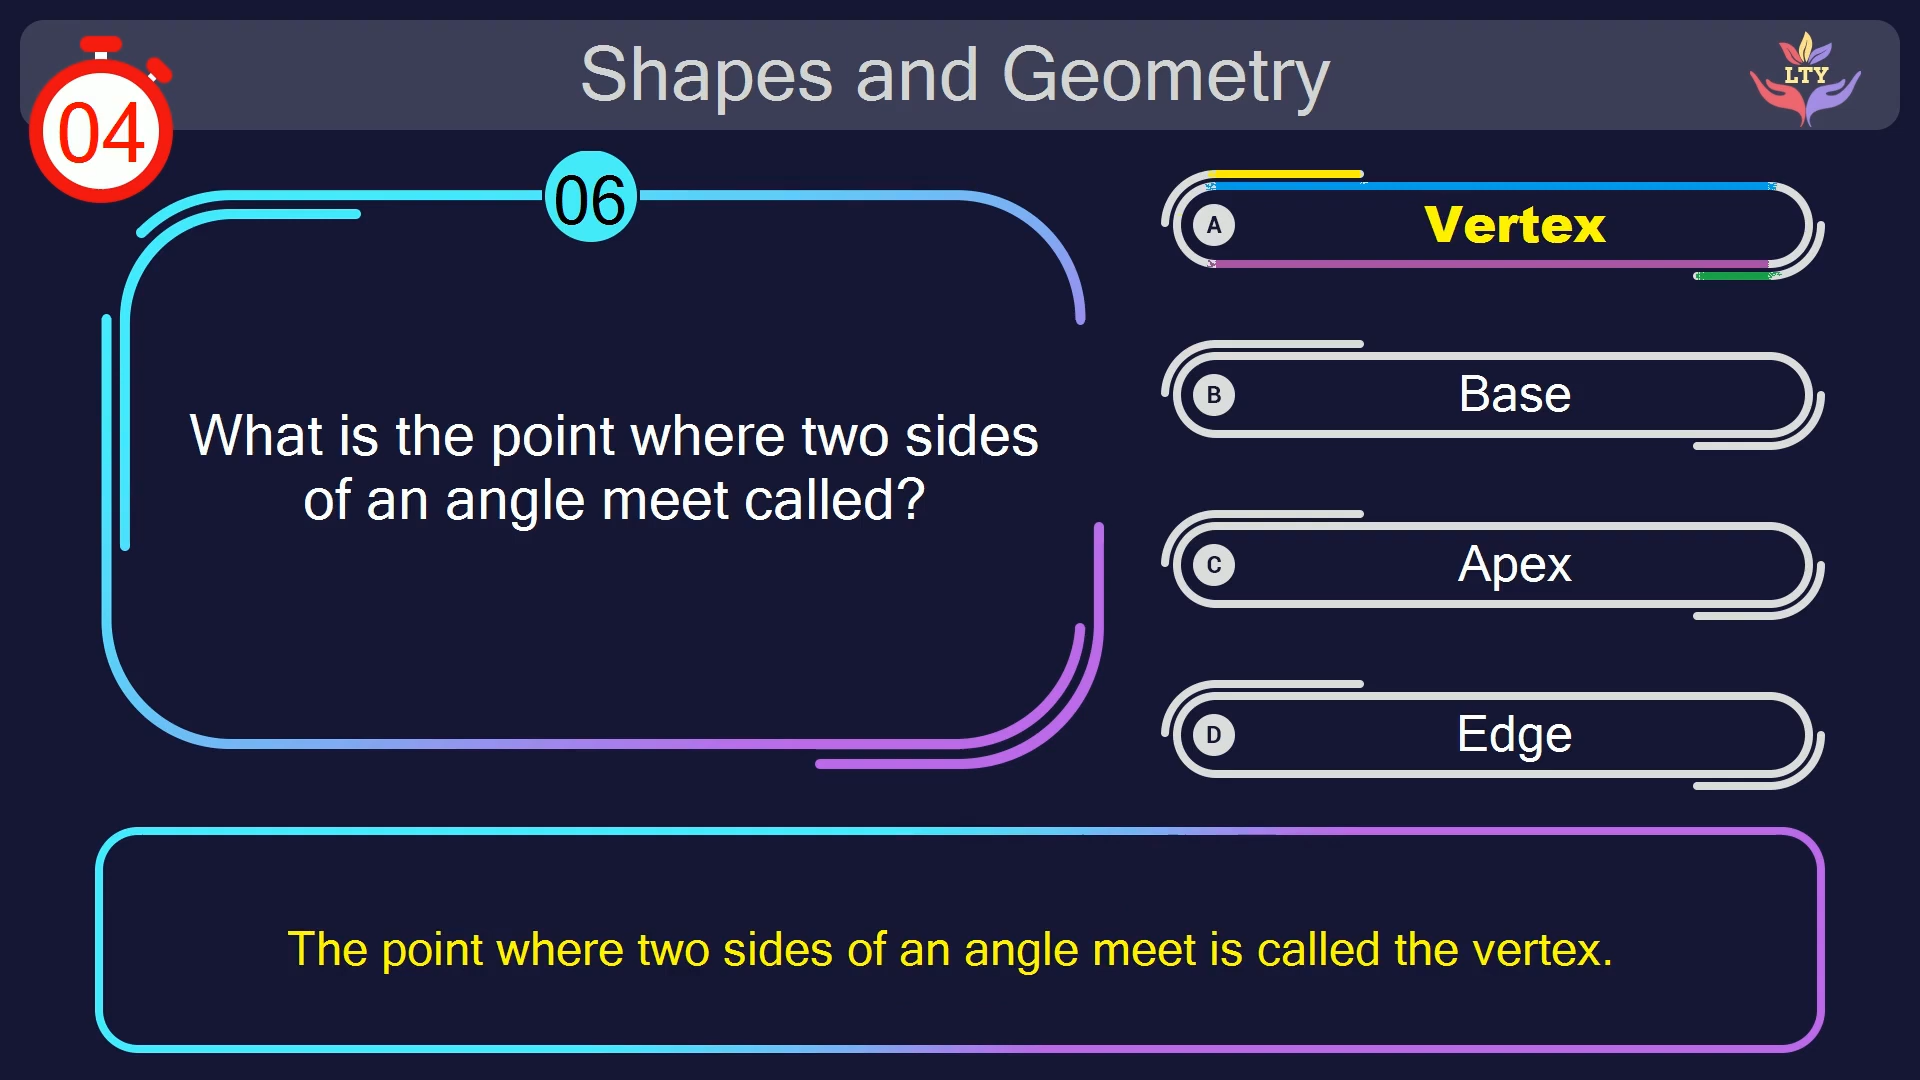 Shapes and Geometry
LTY
04
06
What is the point where two sides
of an angle meet called?
A
Vertex
B
Base
C
Apex
D
Edge
The point where two sides of an angle meet is called the vertex.